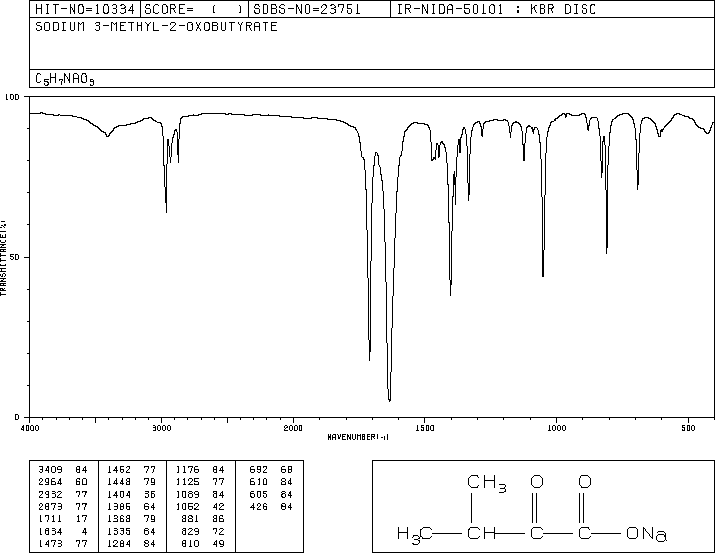 HIT-NO=10334 SCORE= ( ) SDBS-NO=23751 IR-NIDA-50101 : KBR DISC
SODIUM 3-METHYL-2-OXOBUTYRATE
C5H7NAO3
100
50
0
TRANSMITTANCE(%)
4000 3000 2000 1500 1000 500
WAVENUMBER(-1)
3409 84 1462 77 1176 84 692 68
2964 60 1448 79 1125 77 610 84
2932 77 1404 36 1089 84 605 84
2873 77 1386 64 1052 42 426 84
1711 17 1368 79 881 86
1634 4 1335 64 829 72
1473 77 1284 84 810 49
CH3 O O
H3C CH C C ONa